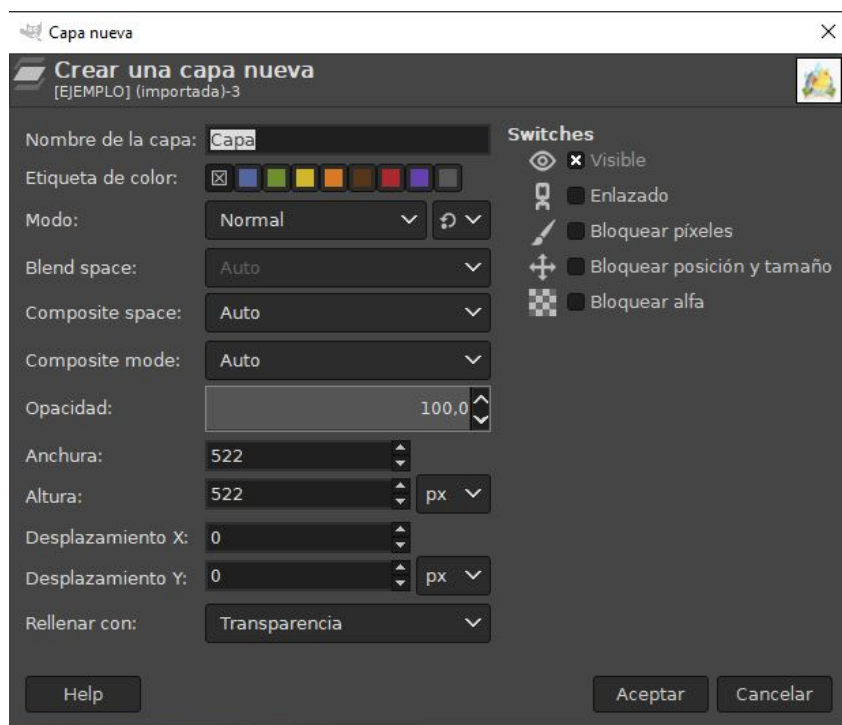 Capa nueva
Crear una capa nueva
[EJEMPLO] (importada)-3
Nombre de la capa: Capa
Etiqueta de color:
Modo: Normal
Blend space: Auto
Composite space: Auto
Composite mode: Auto
Opacidad: 100,0
Anchura: 522
Altura: 522 px
Desplazamiento X: 0
Desplazamiento Y: 0 px
Rellenar con: Transparencia
Switches
Visible
Enlazado
Bloquear píxeles
Bloquear posición y tamaño
Bloquear alfa
Help
Aceptar
Cancelar